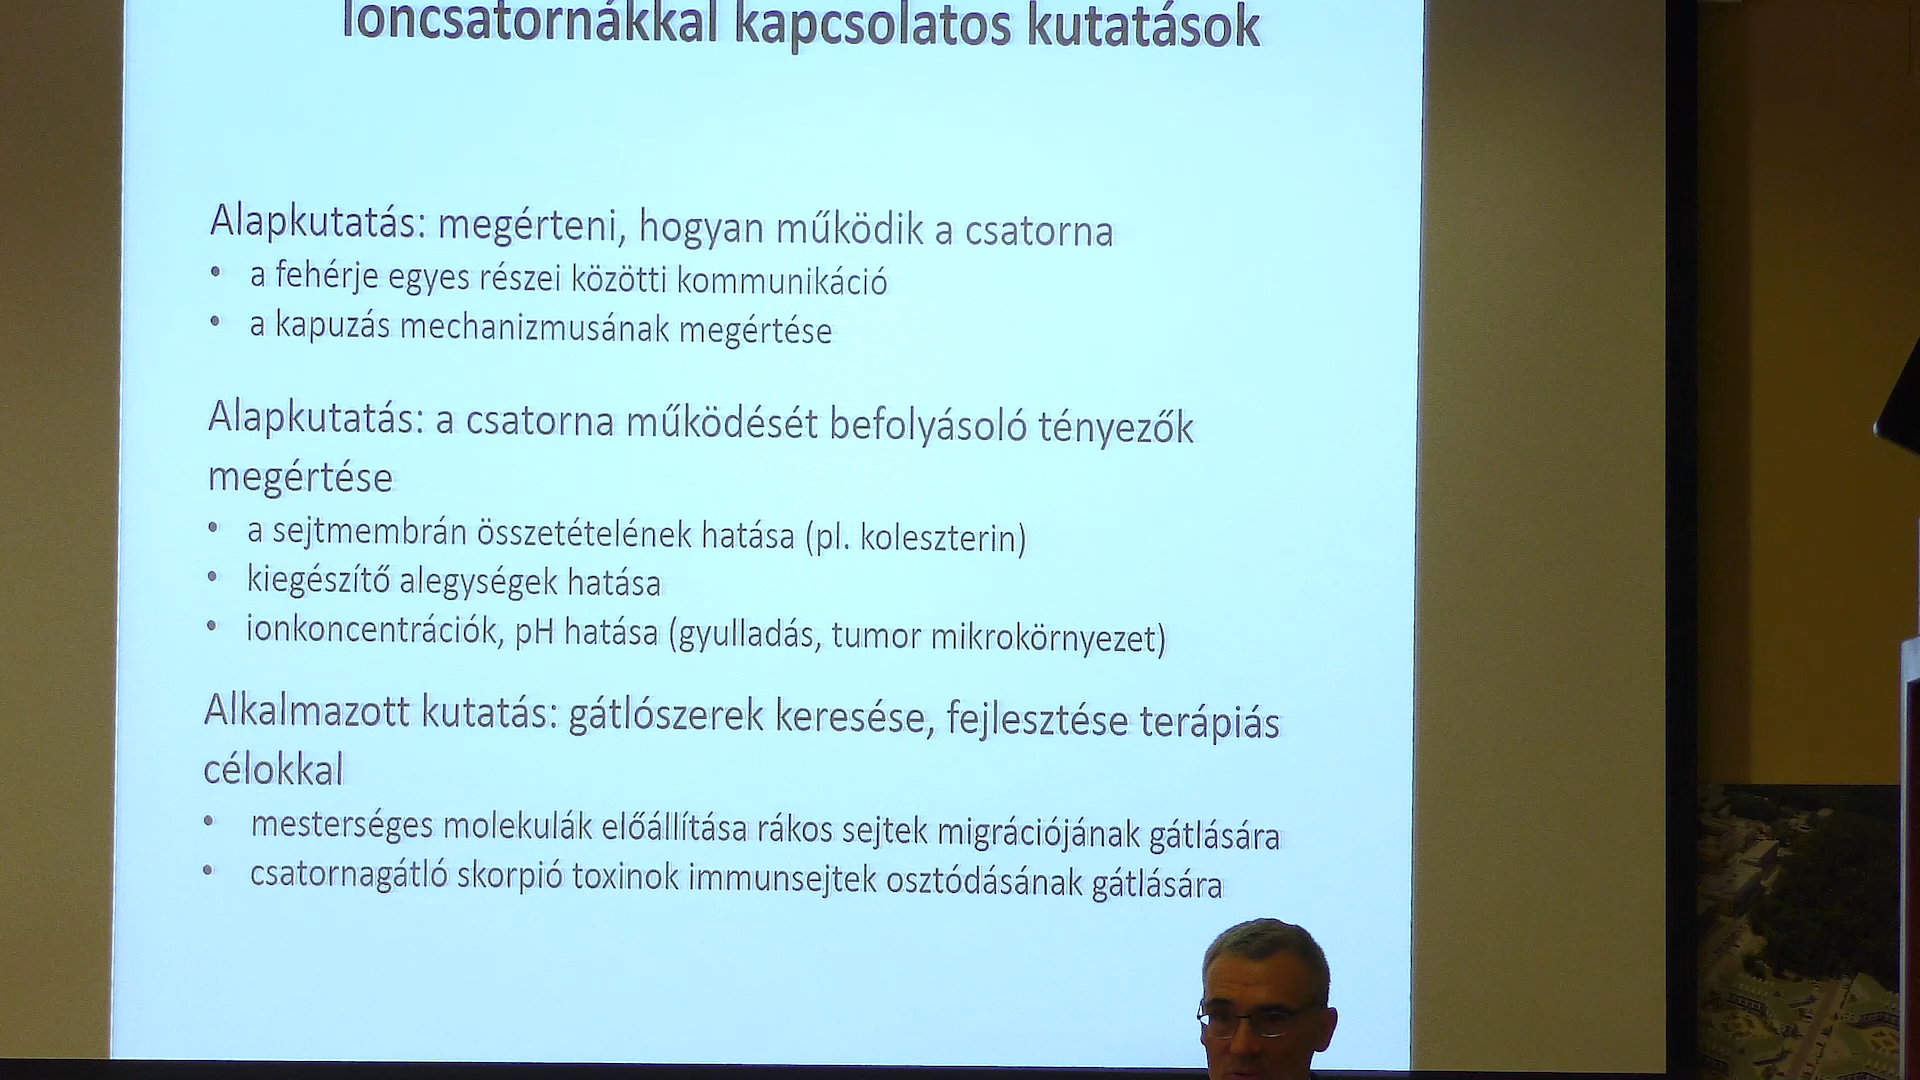 Ioncsatornákkal kapcsolatos kutatások
Alapkutatás: megérteni, hogyan működik a csatorna
• a fehérje egyes részei közötti kommunikáció
• a kapuzás mechanizmusának megértése
Alapkutatás: a csatorna működését befolyásoló tényezők
megértése
• a sejtmembrán összetételének hatása (pl. koleszterin)
• kiegészítő alegységek hatása
• ionkoncentrációk, pH hatása (gyulladás, tumor mikrokörnyezet)
Alkalmazott kutatás: gátlószerek keresése, fejlesztése terápiás
célokkal
• mesterséges molekulák előállítása rákos sejtek migrációjának gátlására
• csatornagátló skorpió toxinok immunsejtek osztódásának gátlására